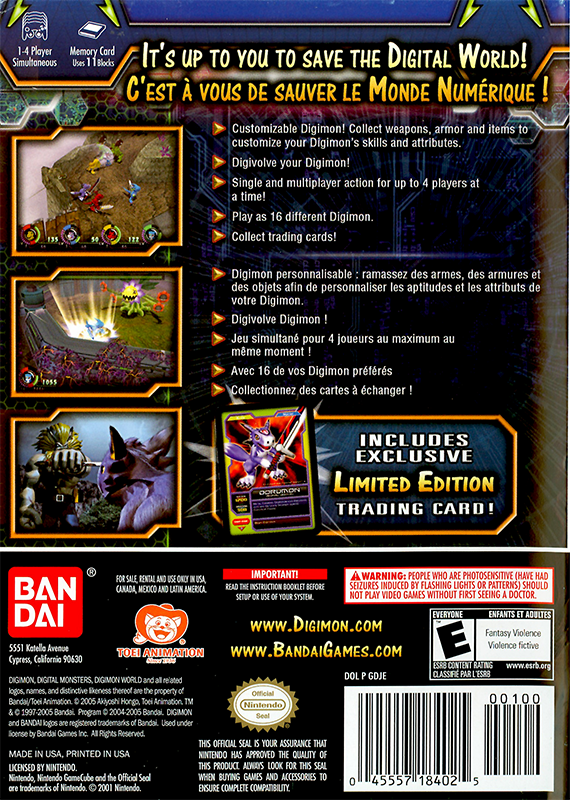 1-4 Player
Simultaneous
Memory Card
Uses 11 Blocks
IT'S UP TO YOU TO SAVE THE DIGITAL WORLD!
C'EST À VOUS DE SAUVER LE MONDE NUMÉRIQUE !
Customizable Digimon! Collect weapons, armor and items to
customize your Digimon's skills and attributes.
Digivolve your Digimon!
Single and multiplayer action for up to 4 players at
a time!
Play as 16 different Digimon.
Collect trading cards!
135
50
122
Digimon personnalisable : ramassez des armes, des armures et
des objets afin de personnaliser les aptitudes et les attributs de
votre Digimon.
Digivolve Digimon !
Jeu simultané pour 4 joueurs au maximum au
même moment !
Avec 16 de vos Digimon préférés
Collectionnez des cartes à échanger !
1055
DORUMON
INCLUDES
EXCLUSIVE
LIMITED EDITION
TRADING CARD!
BAN
DAI
®
5551 Katella Avenue
Cypress, California 90630
FOR SALE, RENTAL AND USE ONLY IN USA,
CANADA, MEXICO AND LATIN AMERICA.
TOEI ANIMATION
Since 1956
IMPORTANT!
READ THE INSTRUCTION BOOKLET BEFORE
SETUP OR USE OF YOUR SYSTEM.
WWW.DIGIMON.COM
WWW.BANDAIGAMES.COM
WARNING: PEOPLE WHO ARE PHOTOSENSITIVE (HAVE HAD
SEIZURES INDUCED BY FLASHING LIGHTS OR PATTERNS) SHOULD
NOT PLAY VIDEO GAMES WITHOUT FIRST SEEING A DOCTOR.
EVERYONE
ENFANTS ET ADULTES
E
Fantasy Violence
Violence fictive
ESRB CONTENT RATING
CLASSIFIÉ PAR L'ESRB
www.esrb.org
DOL P GDJE
DIGIMON, DIGITAL MONSTERS, DIGIMON WORLD and all related
logos, names, and distinctive likeness thereof are the property of
Bandai/Toei Animation. © 2005 Akiyoshi Hongo, Toei Animation. TM
& © 1997-2005 Bandai. Program © 2004-2005 Bandai. DIGIMON
and BANDAI logos are registered trademarks of Bandai. Used under
license by Bandai Games Inc. All Rights Reserved.
MADE IN USA, PRINTED IN USA
LICENSED BY NINTENDO.
Nintendo, Nintendo GameCube and the Official Seal
are trademarks of Nintendo. © 2001 Nintendo.
Official
Nintendo
Seal
THIS OFFICIAL SEAL IS YOUR ASSURANCE THAT
NINTENDO HAS APPROVED THE QUALITY OF
THIS PRODUCT. ALWAYS LOOK FOR THIS SEAL
WHEN BUYING GAMES AND ACCESSORIES TO
ENSURE COMPLETE COMPATIBILITY.
00100
0 45557 18402 5